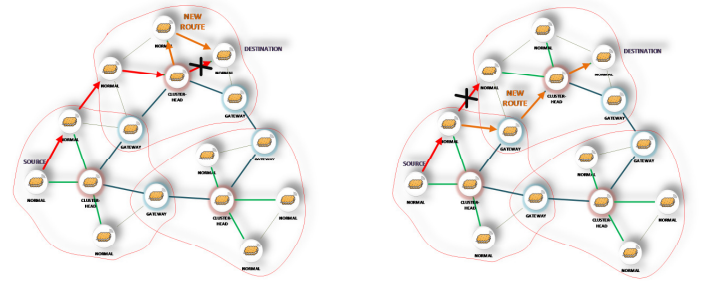 NEW
ROUTE
DESTINATION
NORMAL
NORMAL
NORMAL
CLUSTER-
HEAD
GATEWAY
NORMAL
GATEWAY
GATEWAY
SOURCE
NORMAL
NORMAL
CLUSTER-
HEAD
GATEWAY
CLUSTER-
HEAD
NORMAL
NORMAL
NORMAL
NORMAL
DESTINATION
NORMAL
NORMAL
CLUSTER-
HEAD
NEW
ROUTE
GATEWAY
NORMAL
GATEWAY
GATEWAY
SOURCE
NORMAL
NORMAL
CLUSTER-
HEAD
GATEWAY
CLUSTER-
HEAD
NORMAL
NORMAL
NORMAL